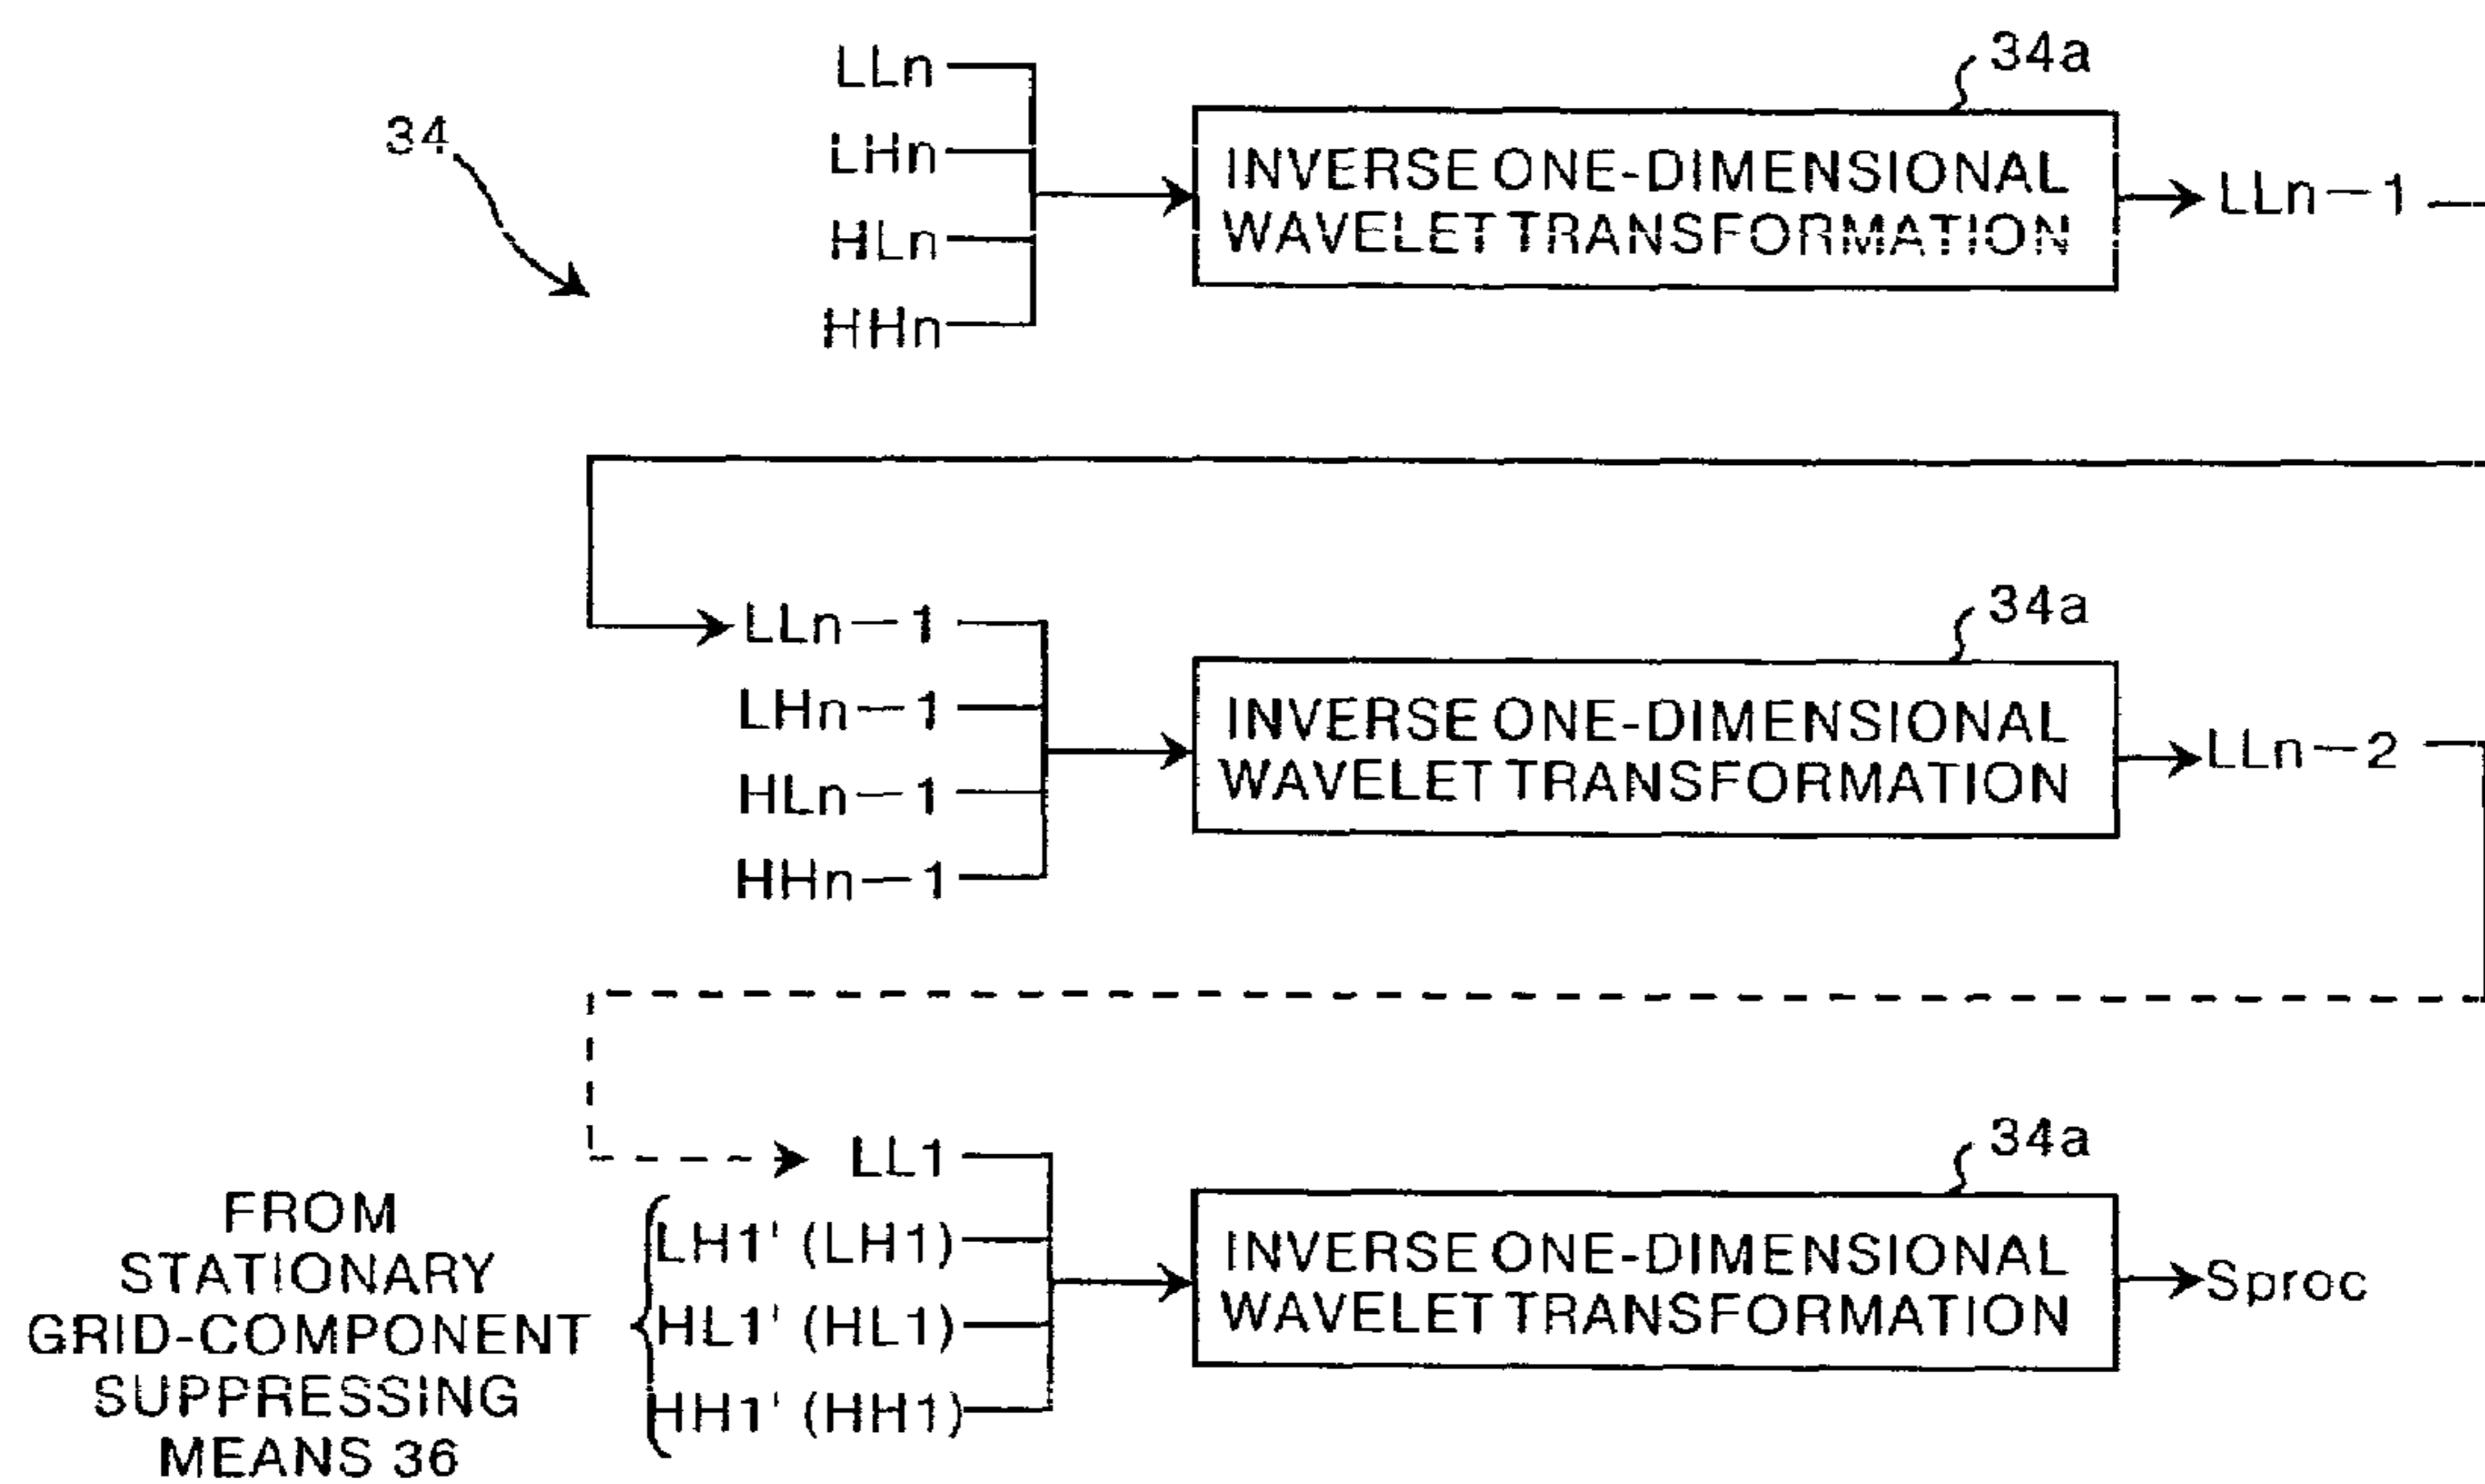 34
LLn
LHn
HLn
HHn
34a
INVERSE ONE-DIMENSIONAL
WAVELET TRANSFORMATION
LLn-1
LLn-1
LHn-1
HLn-1
HHn-1
34a
INVERSE ONE-DIMENSIONAL
WAVELET TRANSFORMATION
LLn-2
FROM
STATIONARY
GRID-COMPONENT
SUPPRESSING
MEANS 36
LL1
LH1' (LH1)
HL1' (HL1)
HH1' (HH1)
34a
INVERSE ONE-DIMENSIONAL
WAVELET TRANSFORMATION
Sproc